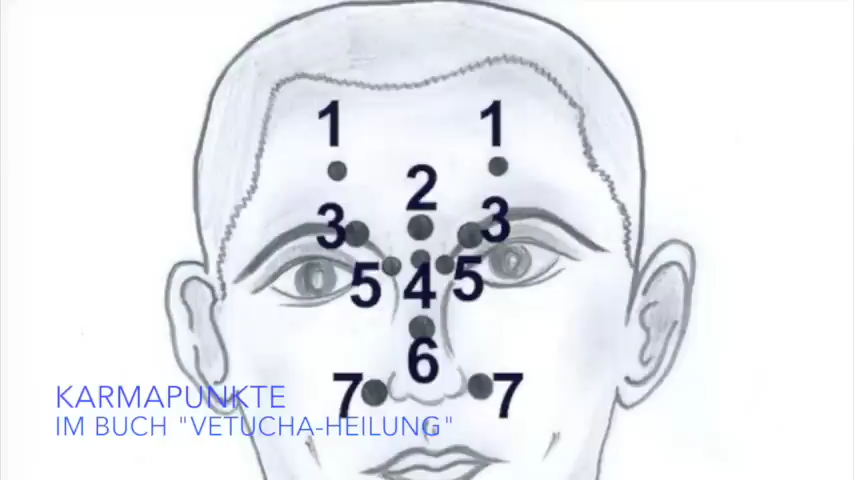 1 1
2
3 3
5 4 5
6
7 7
KARMAPUNKTE
IM BUCH "VETUCHA-HEILUNG"